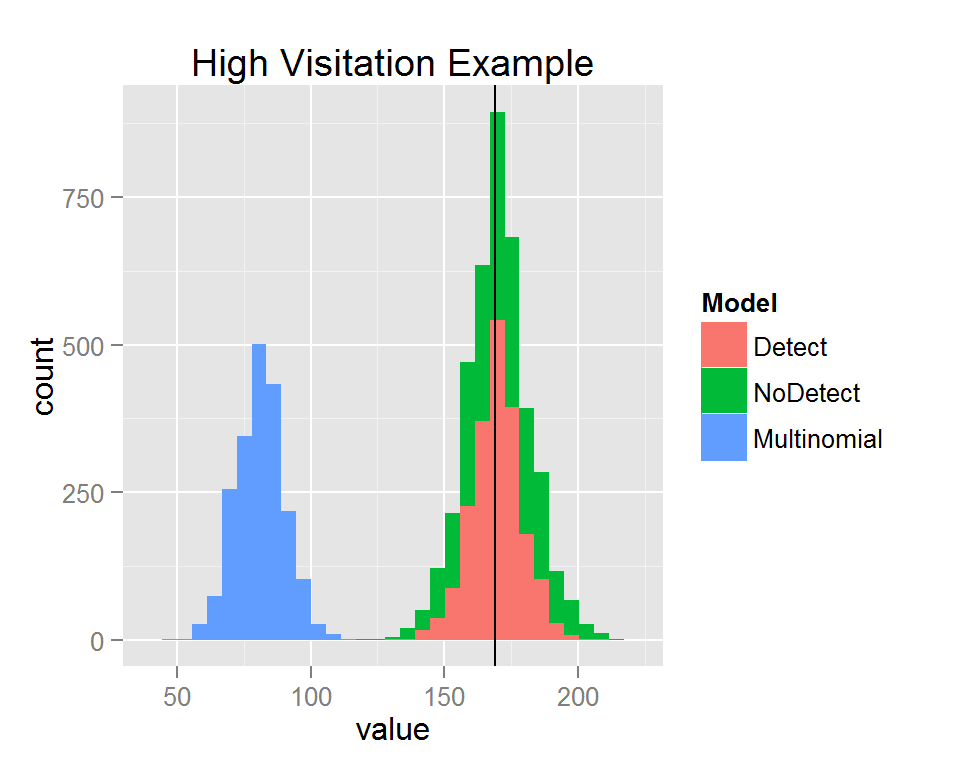 High Visitation Example
count
750
500
250
0
50 100 150 200
value
Model
Detect
NoDetect
Multinomial